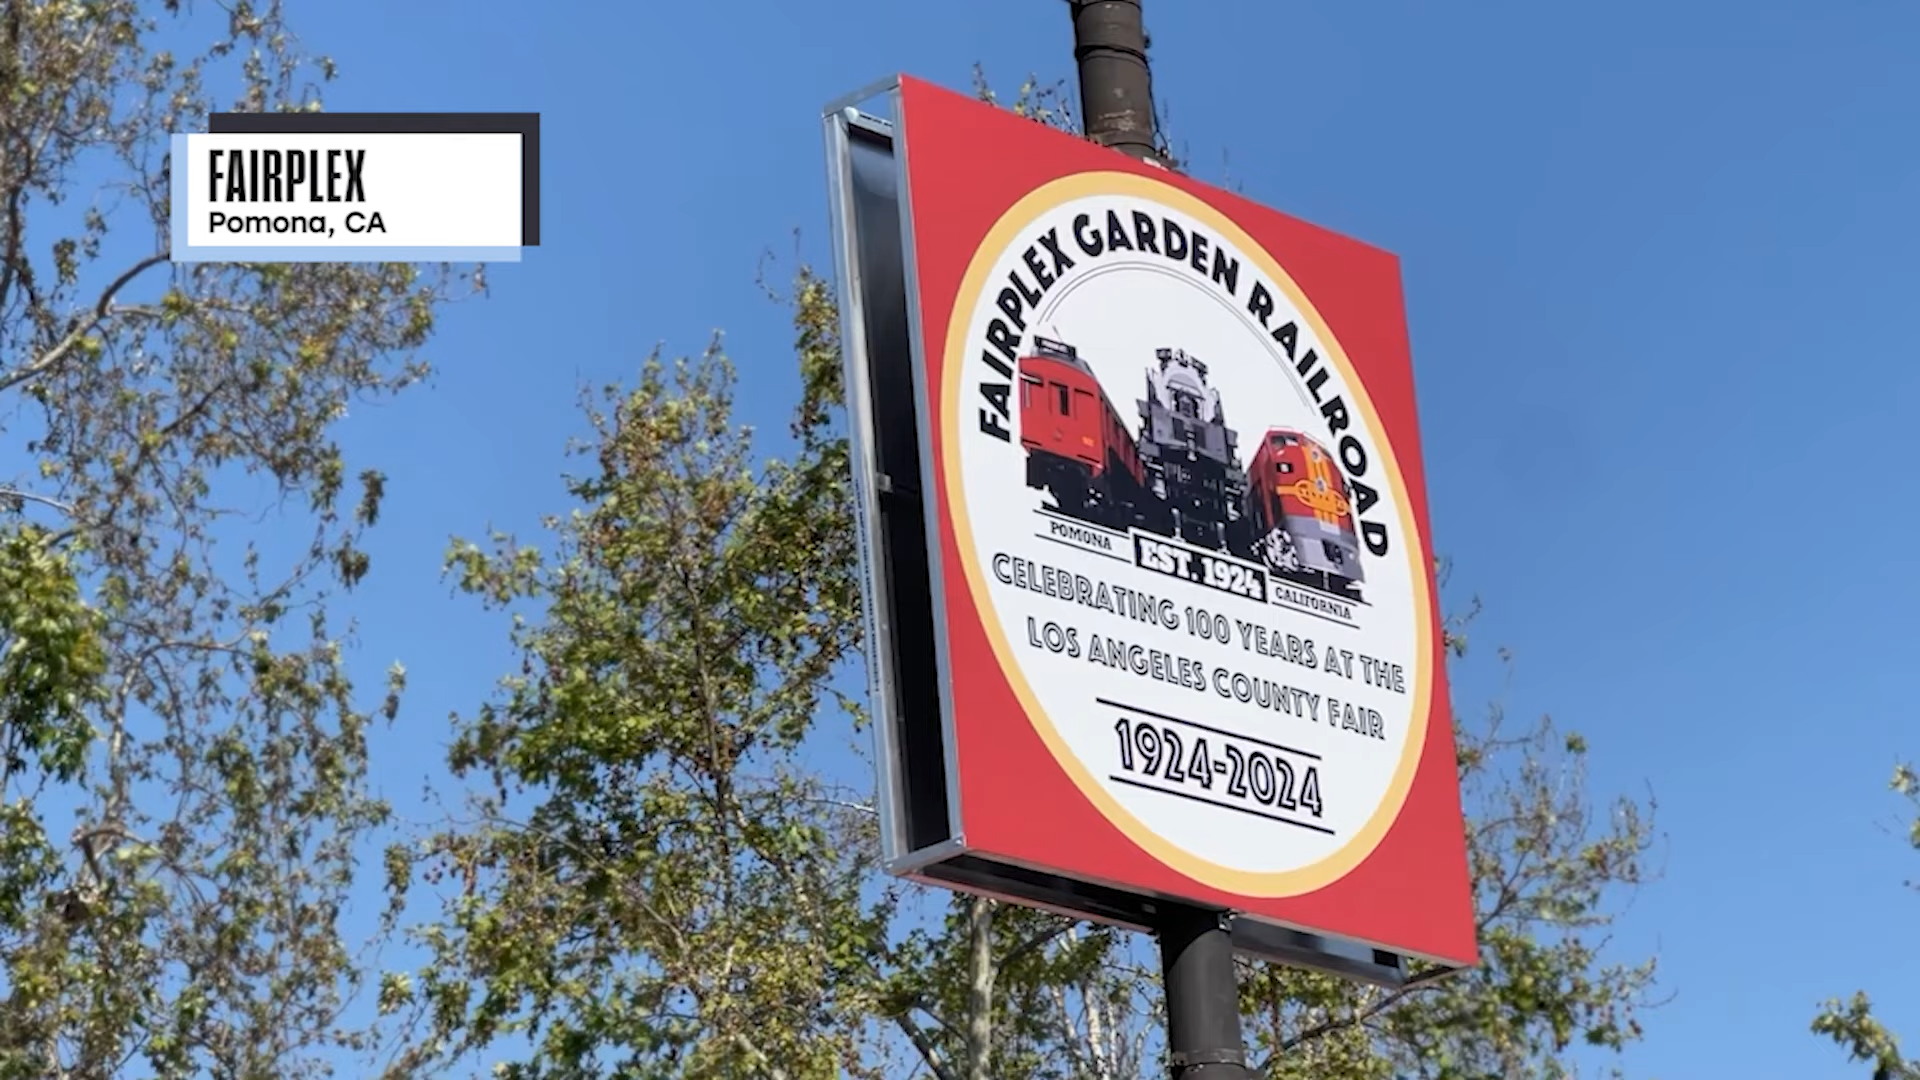 FAIRPLEX
Pomona, CA
FAIRPLEX GARDEN RAILROAD
POMONA
EST. 1924
CALIFORNIA
CELEBRATING 100 YEARS AT THE
LOS ANGELES COUNTY FAIR
1924-2024